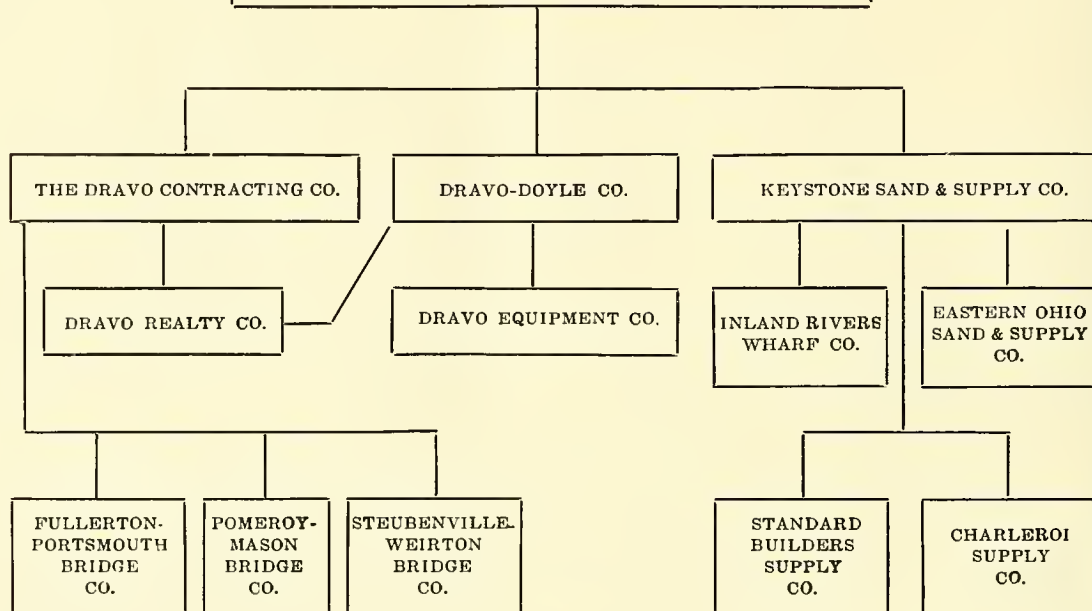 THE DRAVO CONTRACTING CO.
DRAVO-DOYLE CO.
KEYSTONE SAND & SUPPLY CO.
DRAVO REALTY CO.
DRAVO EQUIPMENT CO.
INLAND RIVERS
WHARF CO.
EASTERN OHIO
SAND & SUPPLY
CO.
FULLERTON-
PORTSMOUTH
BRIDGE
CO.
POMEROY-
MASON
BRIDGE
CO.
STEUBENVILLE-
WEIRTON
BRIDGE
CO.
STANDARD
BUILDERS
SUPPLY
CO.
CHARLEROI
SUPPLY
CO.